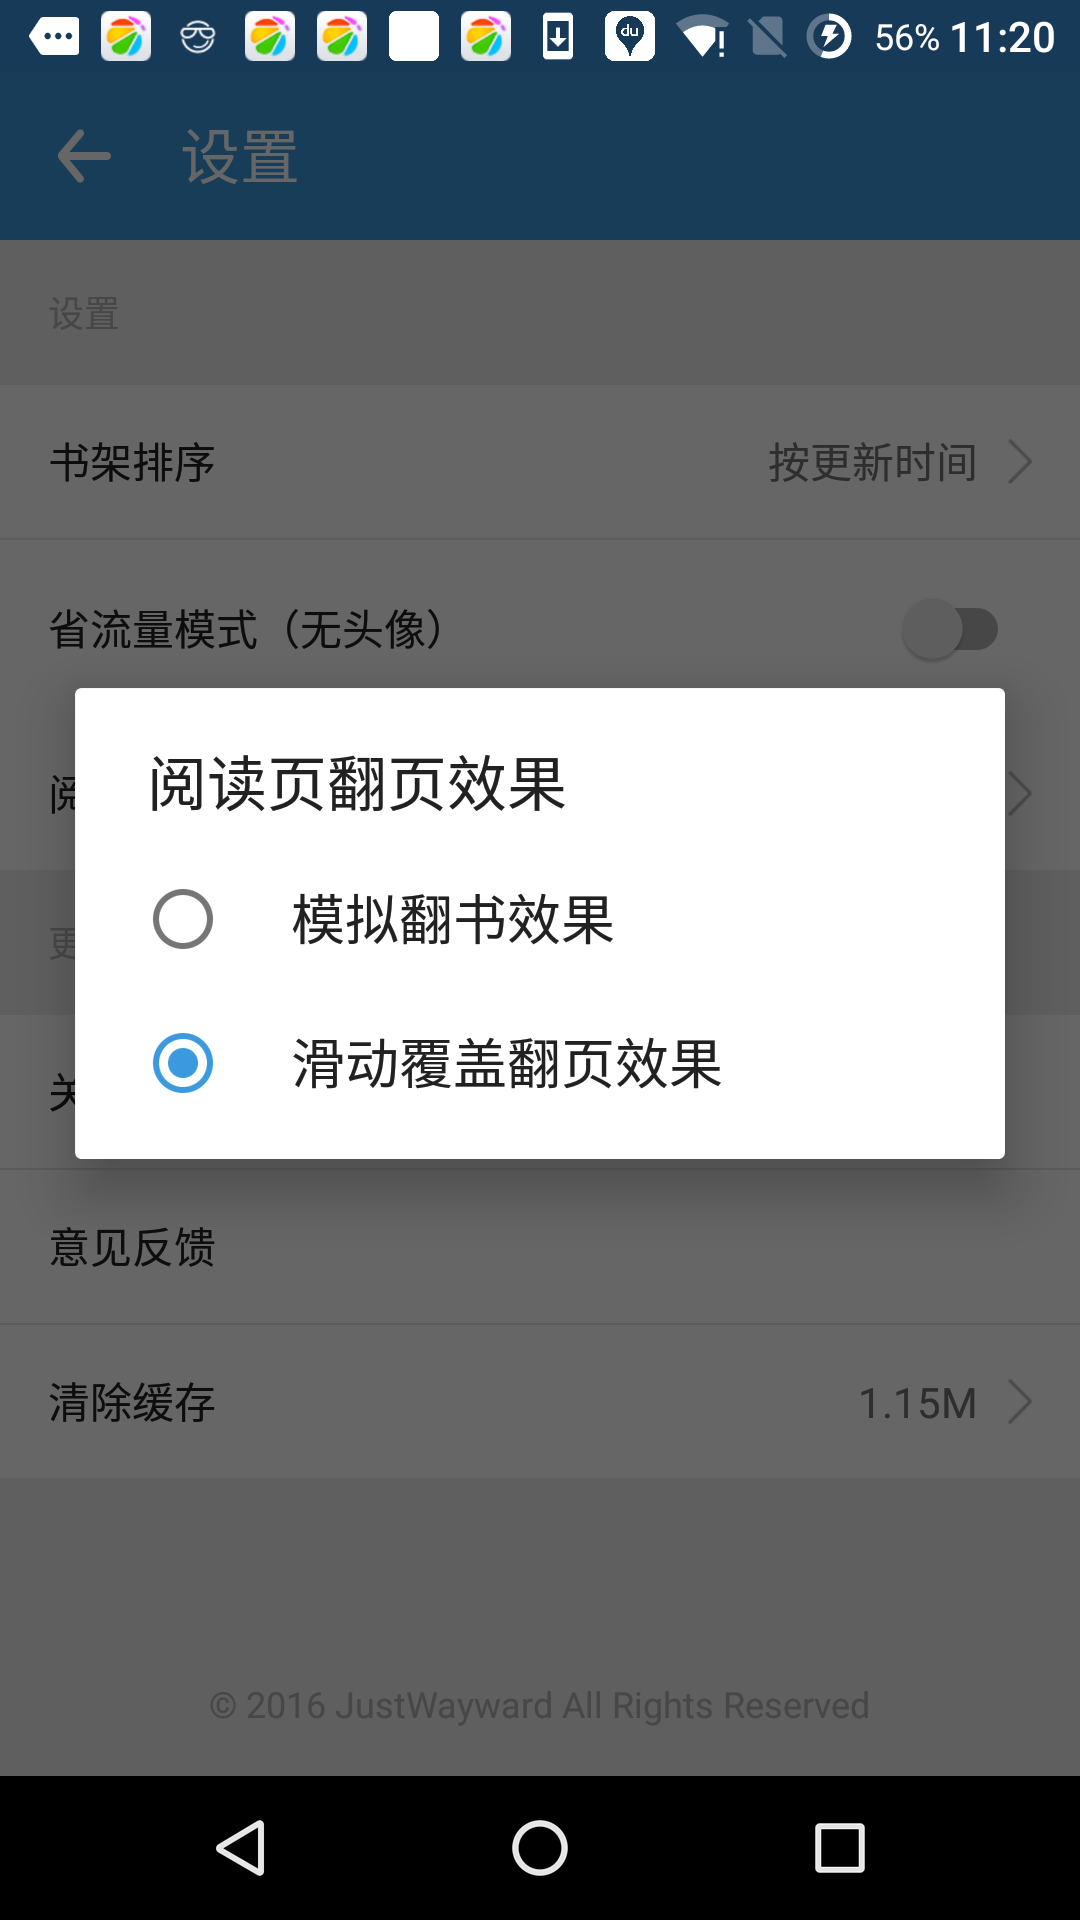 56% 11:20
设置
设置
书架排序 按更新时间
省流量模式（无头像）
阅读页翻页效果
模拟翻书效果
滑动覆盖翻页效果
意见反馈
清除缓存 1.15M
© 2016 JustWayward All Rights Reserved